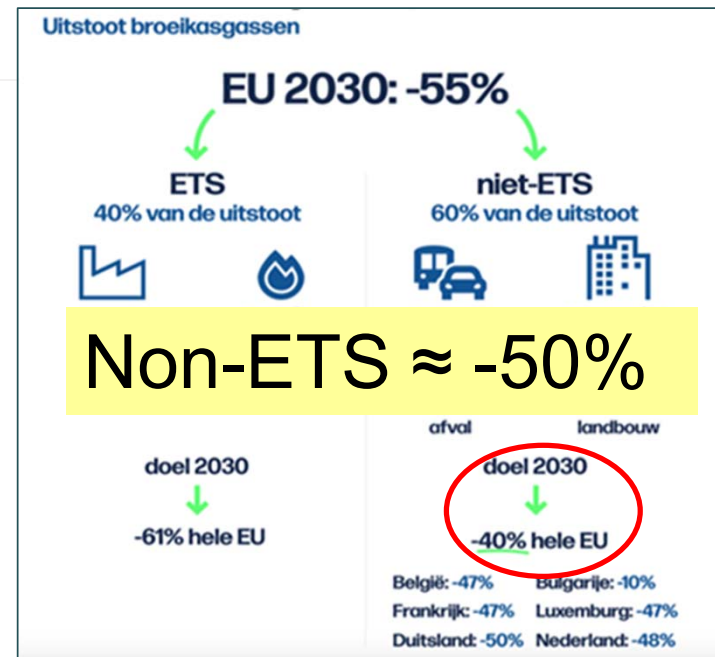 Uitstoot broeikasgassen
EU 2030: -55%
ETS
40% van de uitstoot
niet-ETS
60% van de uitstoot
Non-ETS ≈ -50%
afval
landbouw
doel 2030
-61% hele EU
doel 2030
-40% hele EU
België: -47% Bulgarije: -10%
Frankrijk: -47% Luxemburg: -47%
Duitsland: -50% Nederland: -48%